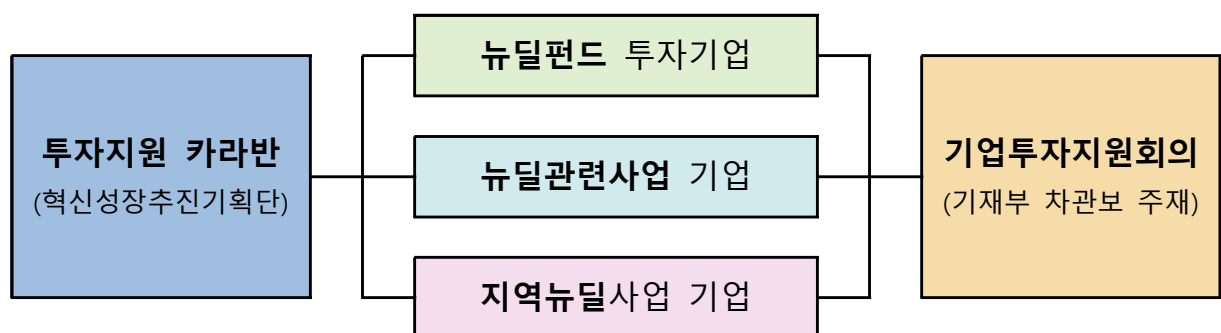 투자지원 카라반
(혁신성장추진기획단)
뉴딜펀드 투자기업
뉴딜관련사업 기업
지역뉴딜사업 기업
기업투자지원회의
(기재부 차관보 주재)